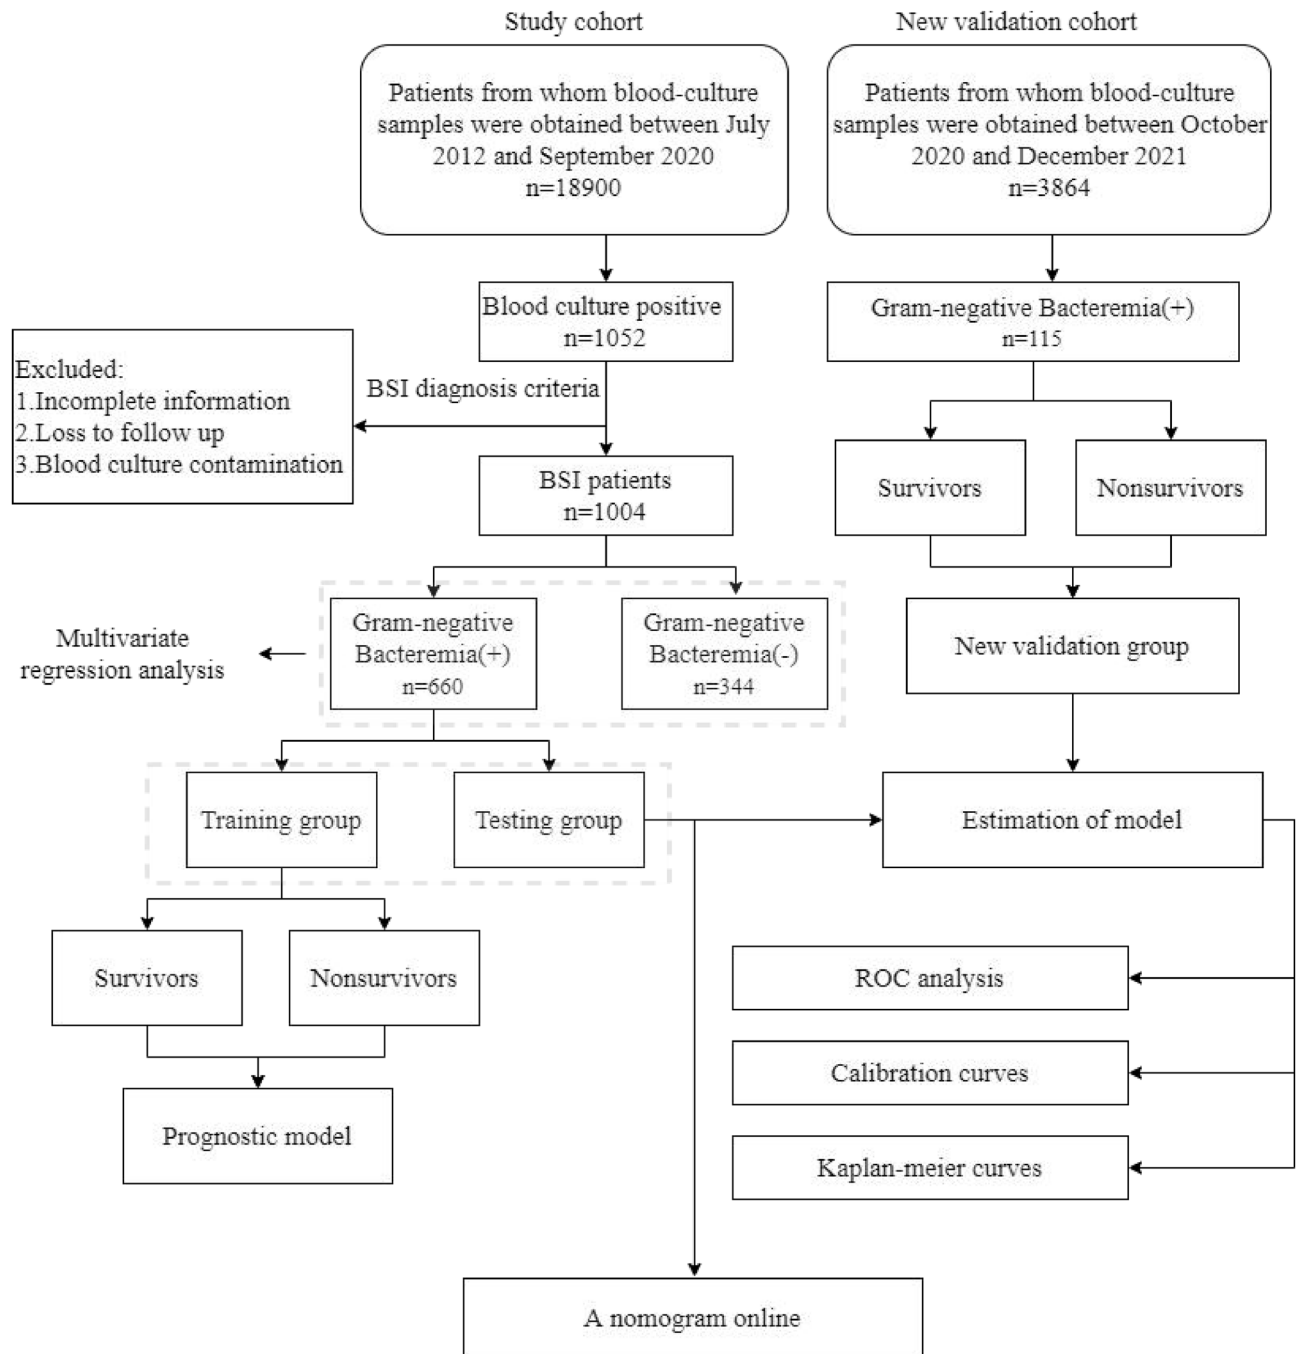 Study cohort
New validation cohort
Patients from whom blood-culture
samples were obtained between July
2012 and September 2020
n=18900
Patients from whom blood-culture
samples were obtained between October
2020 and December 2021
n=3864
Blood culture positive
n=1052
Gram-negative Bacteremia(+)
n=115
Excluded:
1.Incomplete information
2.Loss to follow up
3.Blood culture contamination
BSI diagnosis criteria
BSI patients
n=1004
Survivors
Nonsurvivors
Multivariate
regression analysis
Gram-negative
Bacteremia(+)
n=660
Gram-negative
Bacteremia(-)
n=344
New validation group
Training group
Testing group
Estimation of model
Survivors
Nonsurvivors
ROC analysis
Calibration curves
Prognostic model
Kaplan-meier curves
A nomogram online